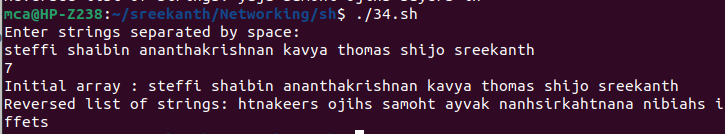 mca@HP-Z238:~/sreekanth/Networking/sh$ ./34.sh
Enter strings separated by space:
steffi shaibin ananthakrishnan kavya thomas shijo sreekanth
7
Initial array : steffi shaibin ananthakrishnan kavya thomas shijo sreekanth
Reversed list of strings: htnakeers ojihs samoht ayvak nanhsirkahtnana nibiahs i
ffets